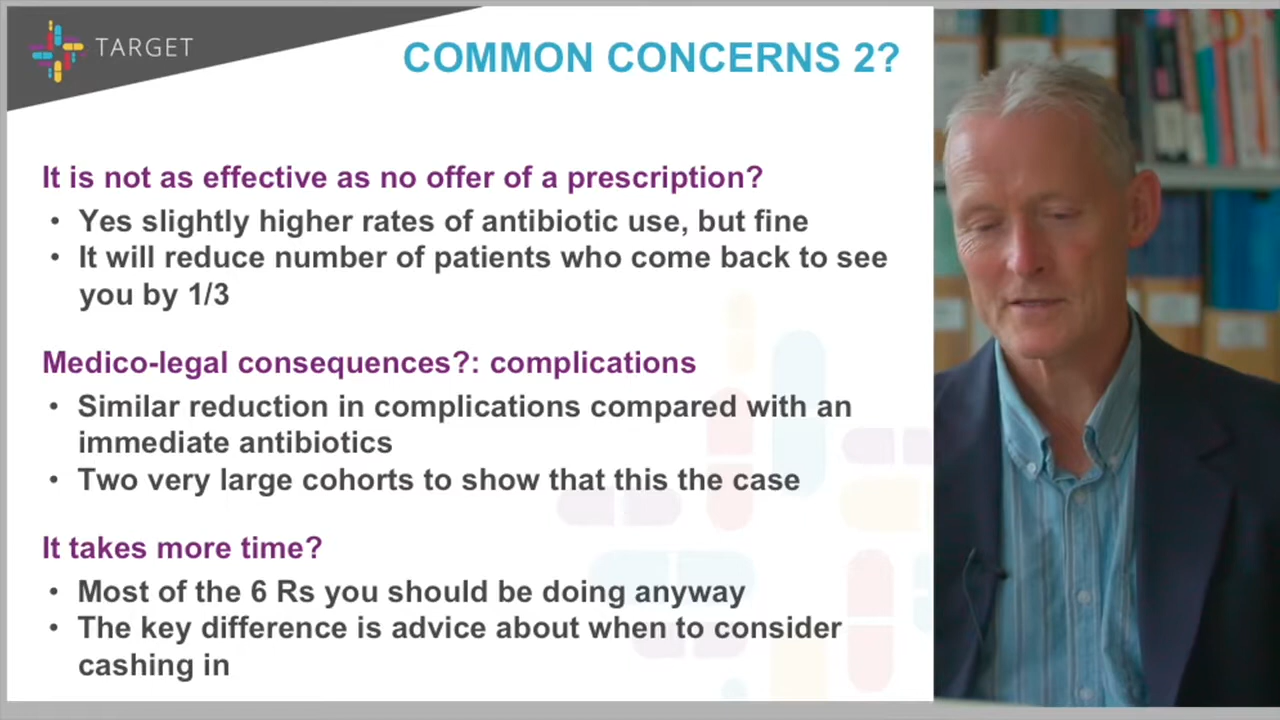 TARGET
COMMON CONCERNS 2?
It is not as effective as no offer of a prescription?
• Yes slightly higher rates of antibiotic use, but fine
• It will reduce number of patients who come back to see
you by 1/3
Medico-legal consequences?: complications
• Similar reduction in complications compared with an
immediate antibiotics
• Two very large cohorts to show that this the case
It takes more time?
• Most of the 6 Rs you should be doing anyway
• The key difference is advice about when to consider
cashing in